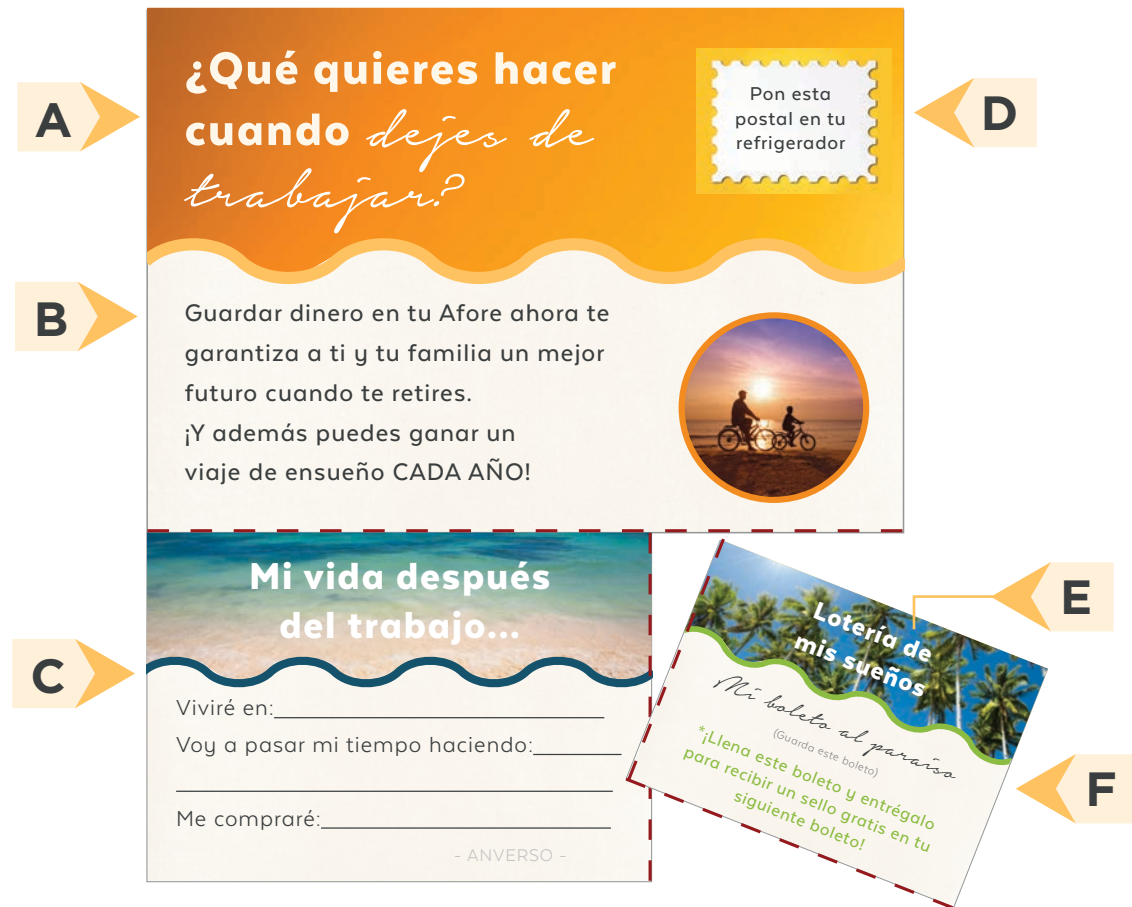 A
¿Qué quieres hacer
cuando dejes de
trabajar?
Pon esta
postal en tu
refrigerador
D
B
Guardar dinero en tu Afore ahora te
garantiza a ti y tu familia un mejor
futuro cuando te retires.
¡Y además puedes ganar un
viaje de ensueño CADA AÑO!
C
Mi vida después
del trabajo...
Viviré en:
Voy a pasar mi tiempo haciendo:
Me compraré:
- ANVERSO -
E
Lotería de
mis sueños
Mi boleto al paraíso
(Guarda este boleto)
*¡Llena este boleto y entrégalo
para recibir un sello gratis en tu
siguiente boleto!
F